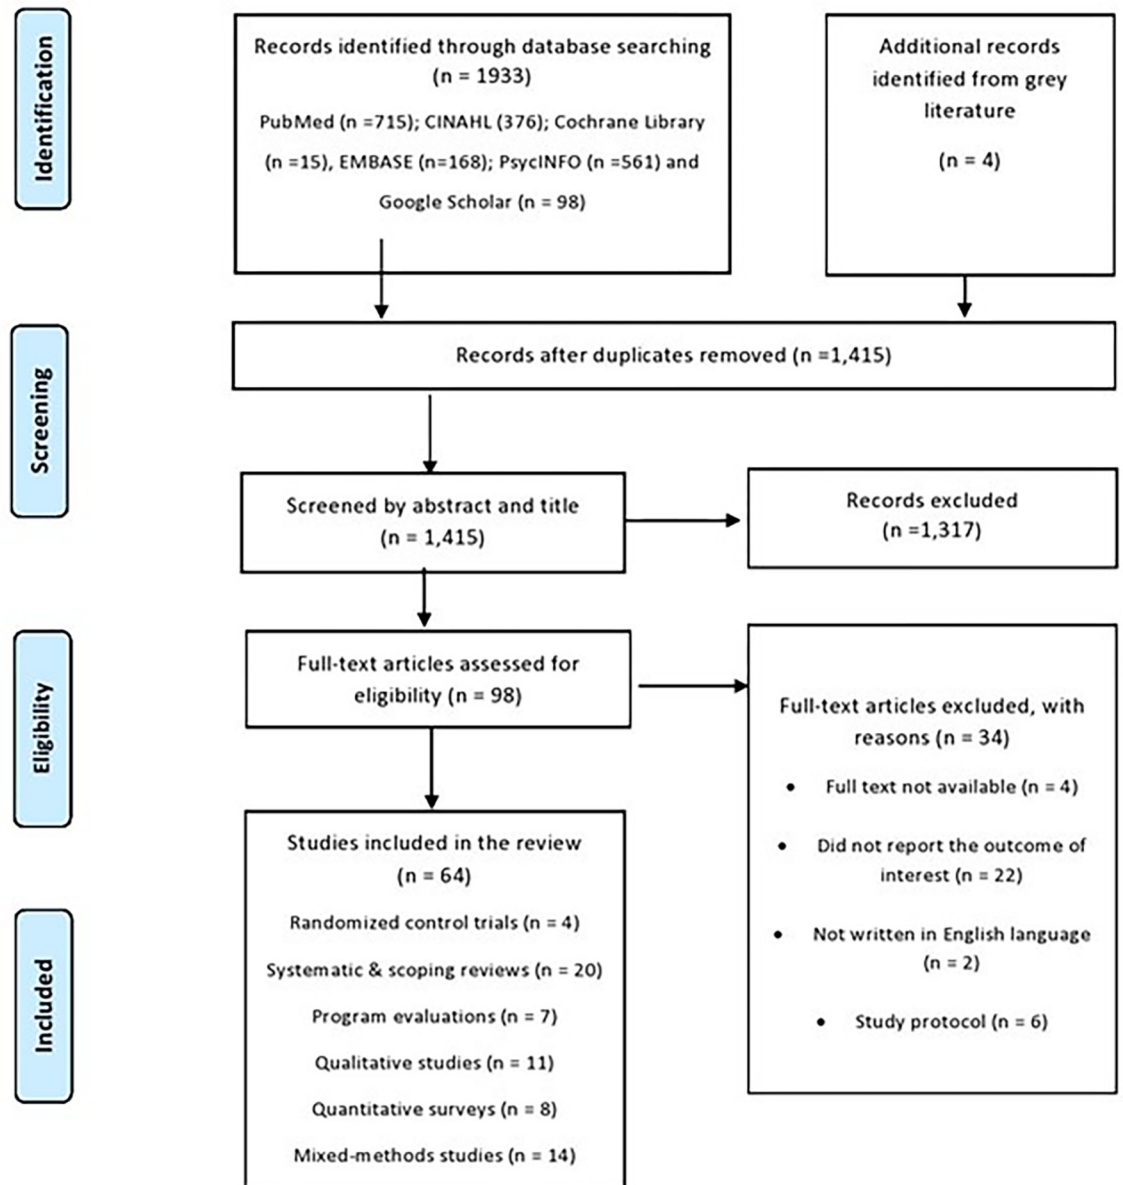 Identification
Records identified through database searching
(n = 1933)
PubMed (n =715); CINAHL (376); Cochrane Library
(n =15), EMBASE (n=168); PsycINFO (n =561) and
Google Scholar (n = 98)
Additional records
identified from grey
literature
(n = 4)
Screening
Records after duplicates removed (n =1,415)
Screened by abstract and title
(n = 1,415)
Records excluded
(n =1,317)
Eligibility
Full-text articles assessed for
eligibility (n = 98)
Full-text articles excluded, with
reasons (n = 34)
• Full text not available (n = 4)
• Did not report the outcome of
interest (n = 22)
• Not written in English language
(n = 2)
• Study protocol (n = 6)
Included
Studies included in the review
(n = 64)
Randomized control trials (n = 4)
Systematic & scoping reviews (n = 20)
Program evaluations (n = 7)
Qualitative studies (n = 11)
Quantitative surveys (n = 8)
Mixed-methods studies (n = 14)